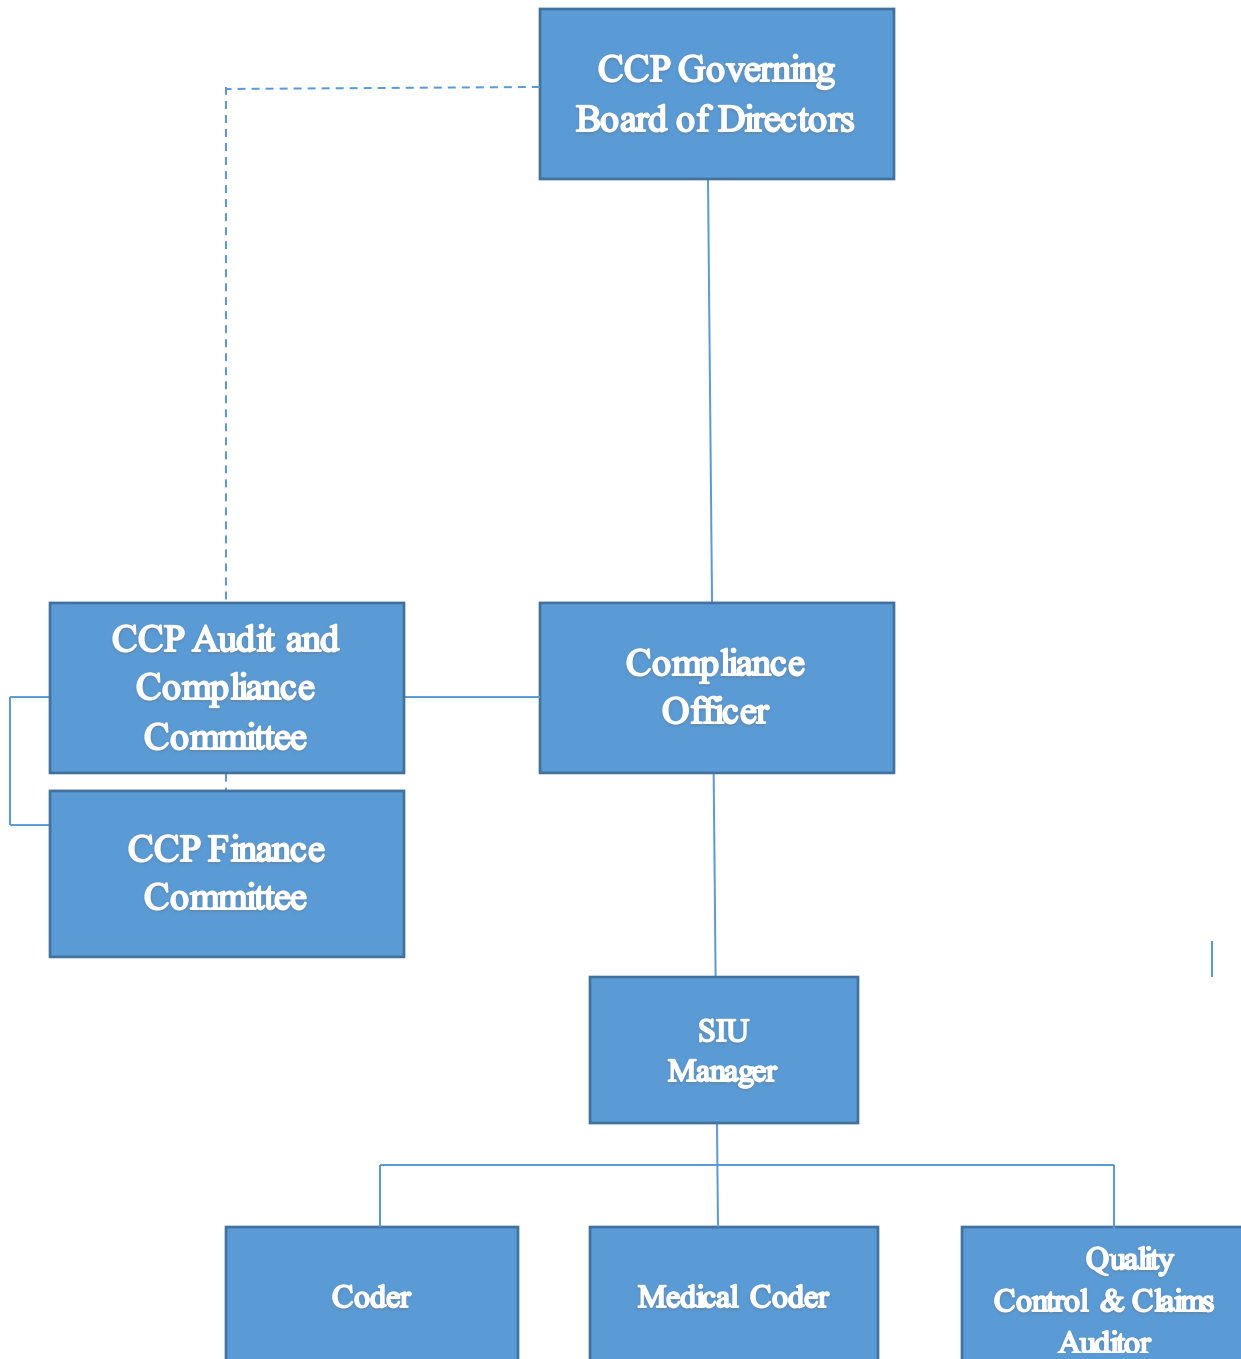 CCP Governing
Board of Directors
CCP Audit and
Compliance
Committee
Compliance
Officer
CCP Finance
Committee
SIU
Manager
Coder
Medical Coder
Quality
Control & Claims
Auditor